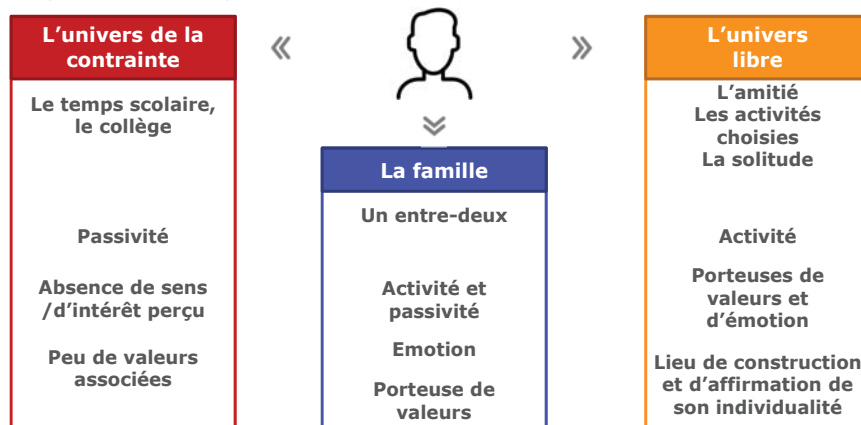 L'univers de la
contrainte
Le temps scolaire,
le collège
Passivité
Absence de sens
/d'intérêt perçu
Peu de valeurs
associées
La famille
Un entre-deux
Activité et
passivité
Emotion
Porteuse de
valeurs
L'univers
libre
L'amitié
Les activités
choisies
La solitude
Activité
Porteuses de
valeurs et
d'émotion
Lieu de construction
et d'affirmation de
son individualité